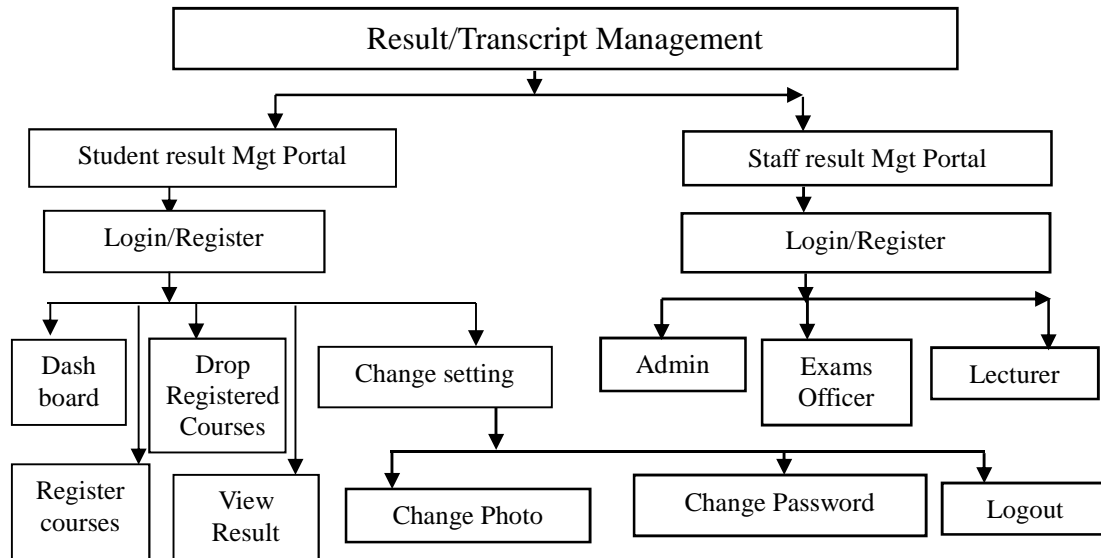 Result/Transcript Management
Student result Mgt Portal
Staff result Mgt Portal
Login/Register
Login/Register
Dash
board
Drop
Registered
Courses
Change setting
Admin
Exams
Officer
Lecturer
Register
courses
View
Result
Change Photo
Change Password
Logout